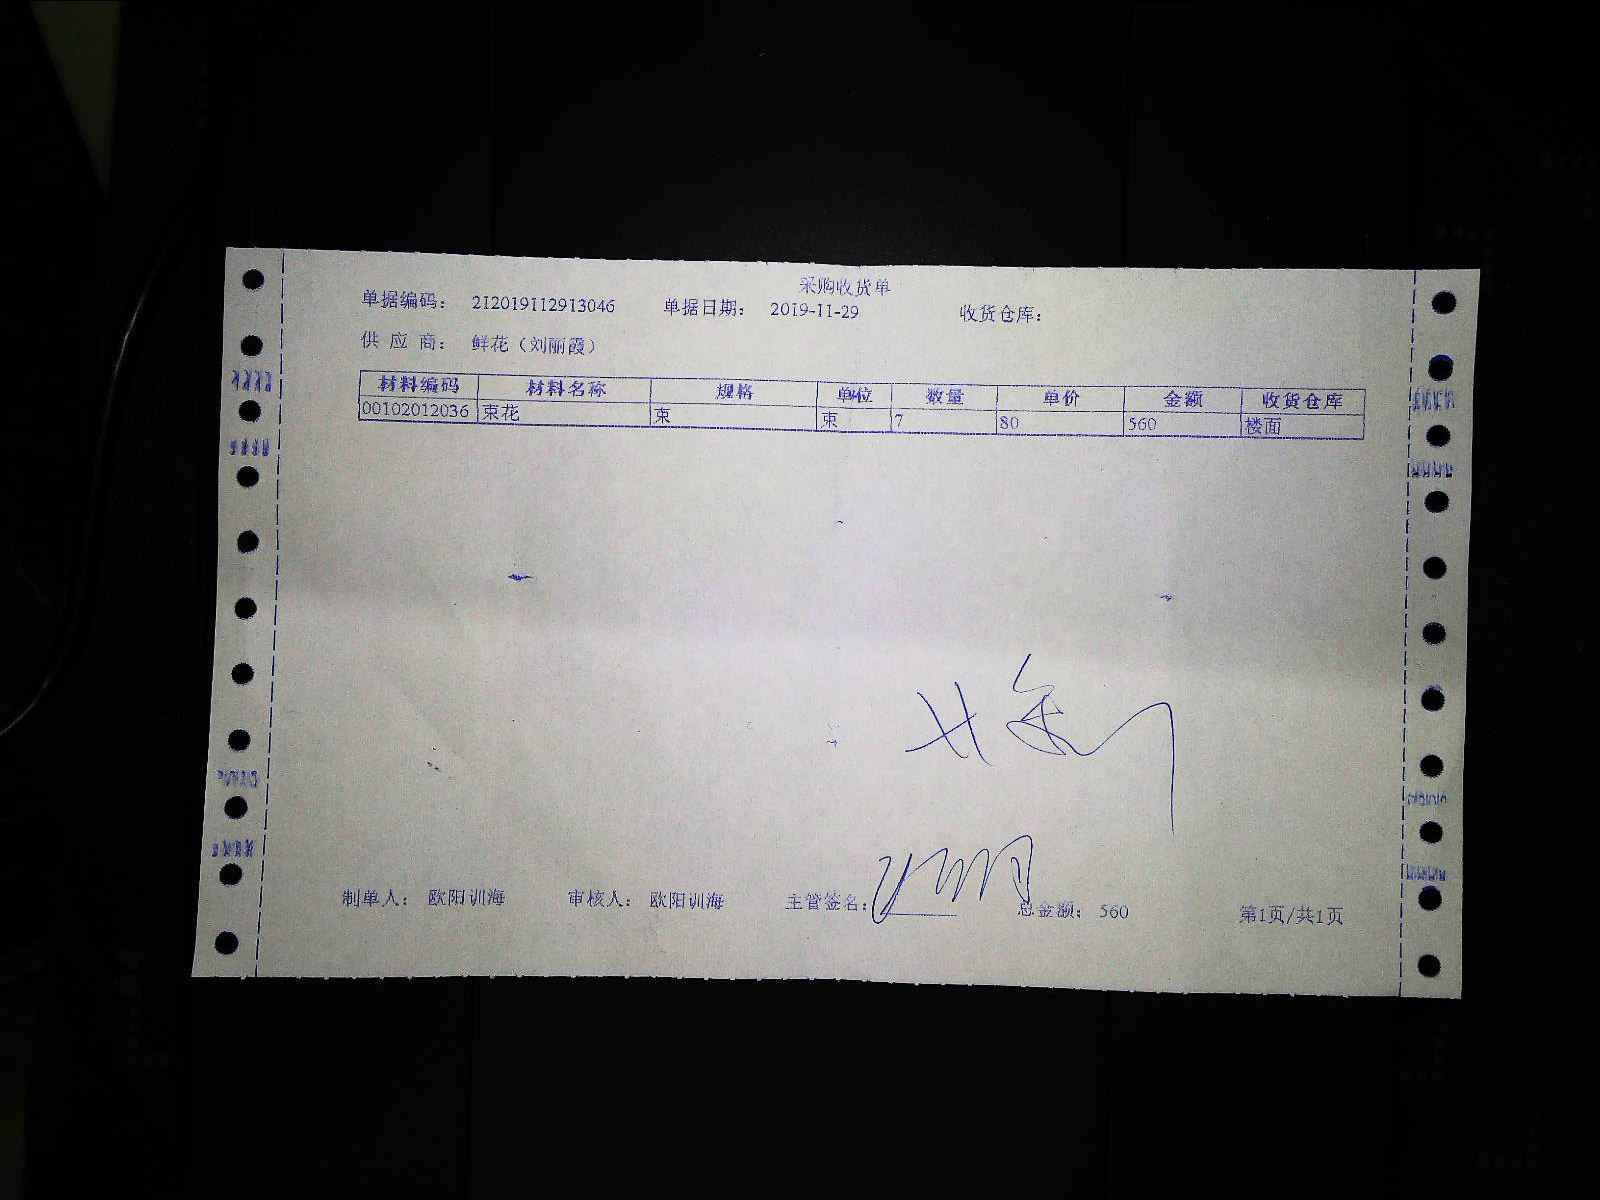 采购收货单
单据编码： 212019112913046 单据日期： 2019-11-29 收货仓库：
供 应 商： 鲜花（刘丽霞）
材料编码 材料名称 规格 单位 数量 单价 金额 收货仓库
00102012036 束花 束 束 7 80 560 楼面
制单人： 欧阳训海 审核人： 欧阳训海 主管签名： 总金额： 560 第1页/共1页